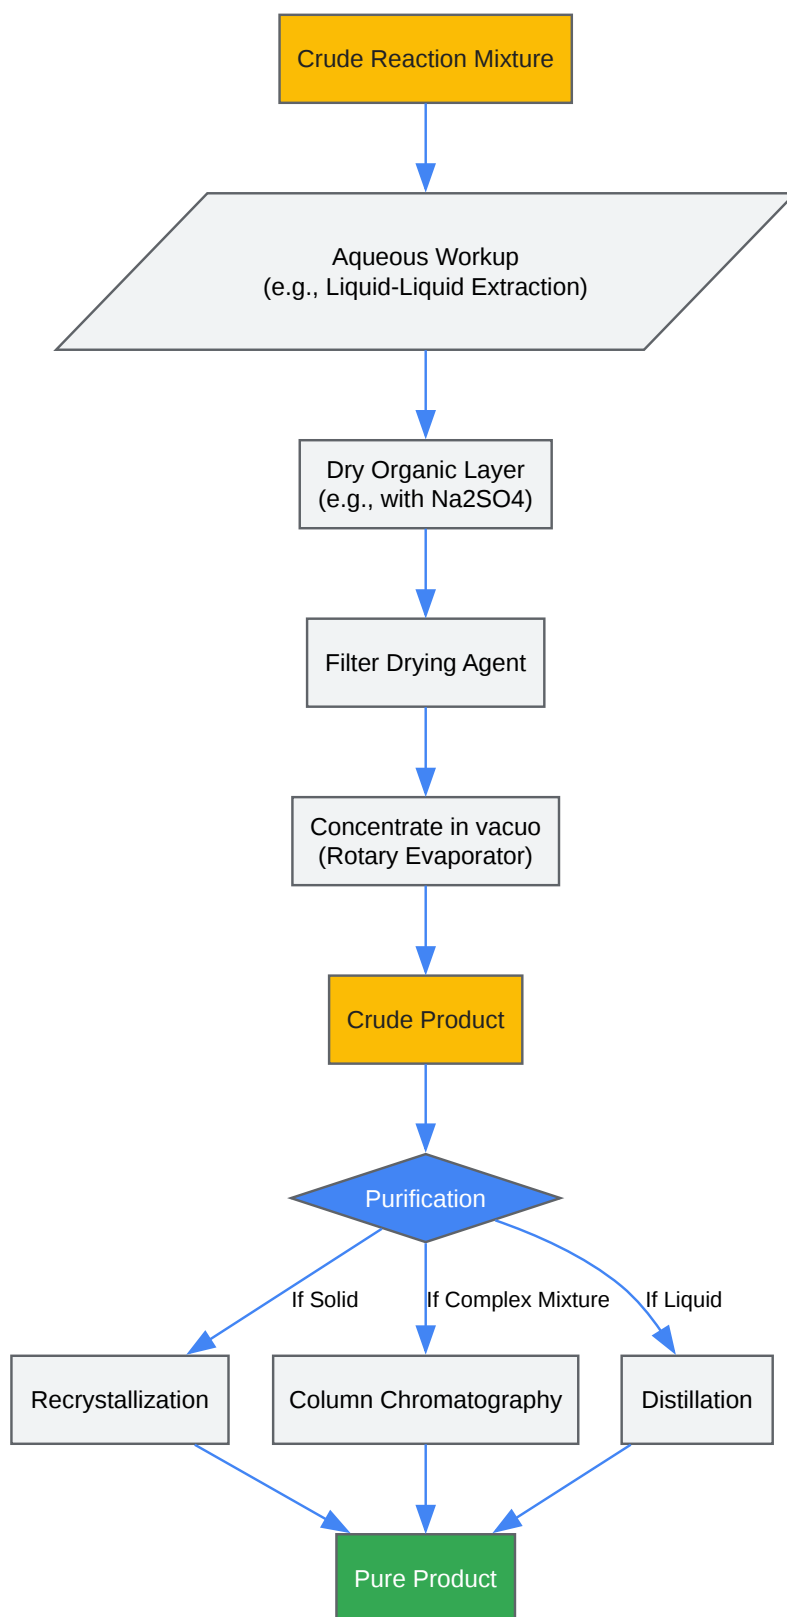 Crude Reaction Mixture
Aqueous Workup
(e.g., Liquid-Liquid Extraction)
Dry Organic Layer
(e.g., with Na2SO4)
Filter Drying Agent
Concentrate in vacuo
(Rotary Evaporator)
Crude Product
Purification
If Solid
If Complex Mixture
If Liquid
Recrystallization
Column Chromatography
Distillation
Pure Product